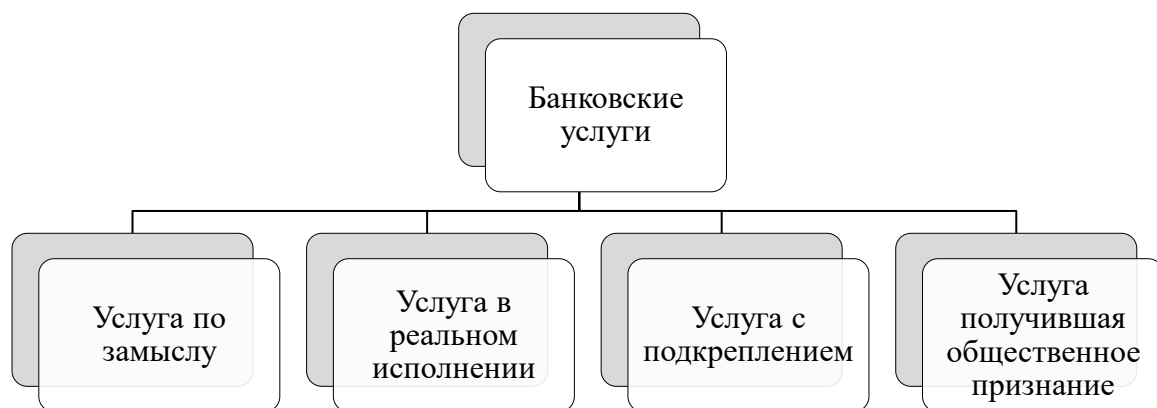 Банковские
услуги
Услуга по
замыслу
Услуга в
реальном
исполнении
Услуга с
подкреплением
Услуга
получившая
общественное
признание